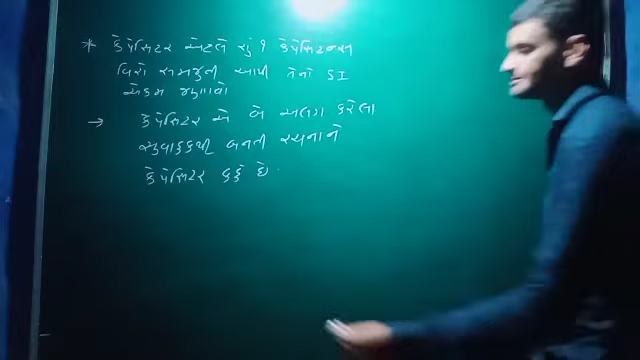 * કેપેસિટર એટલે શું ? કેપેસિટન્સ
વિશે સમજુતી આપી તેનો SI
એકમ જણાવો
→ કેપેસિટર એ બે અલગ કરેલા
સુવાહકથી બનતી રચનાને
કેપેસિટર કહે છે.